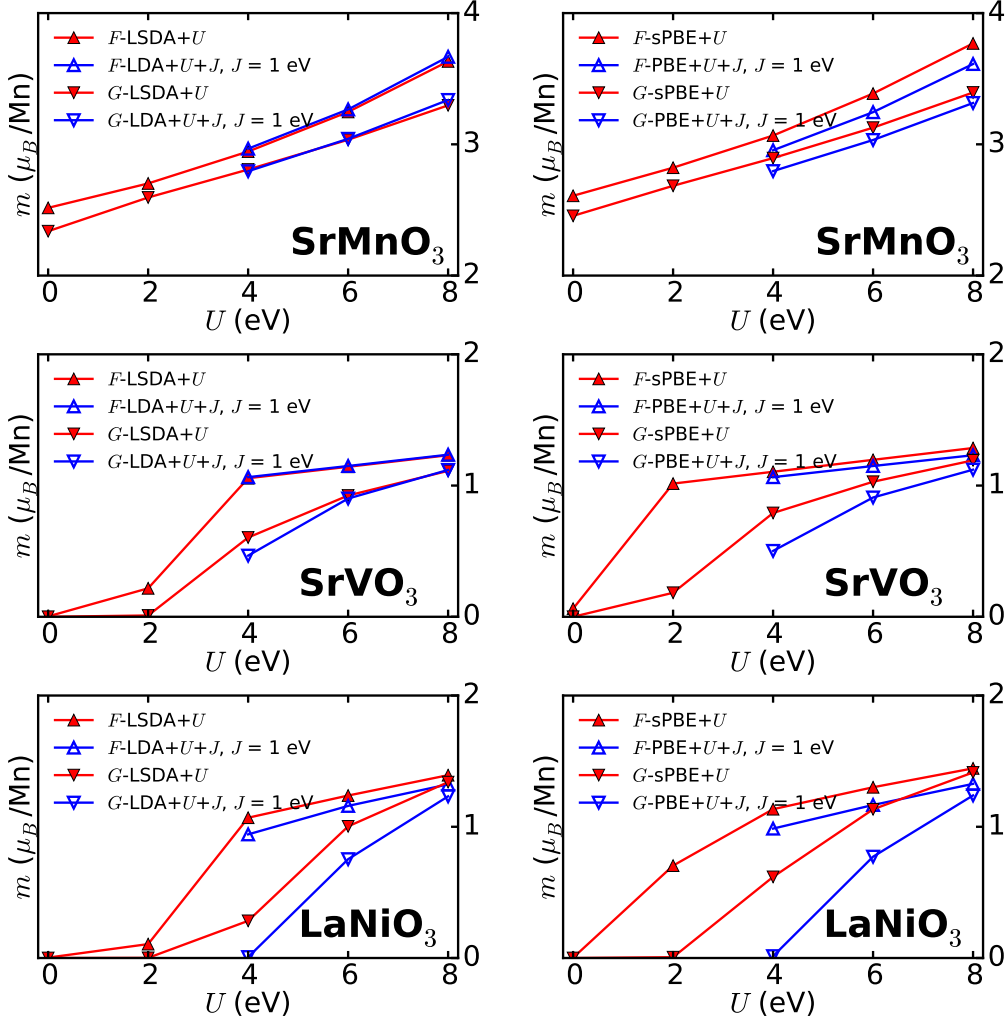 F-LSDA+U
F-LDA+U+J, J = 1 eV
G-LSDA+U
G-LDA+U+J, J = 1 eV
m (μ_B/Mn)
4
3
2
SrMnO₃
0 2 4 6 8
U (eV)
F-sPBE+U
F-PBE+U+J, J = 1 eV
G-sPBE+U
G-PBE+U+J, J = 1 eV
m (μ_B/Mn)
4
3
2
SrMnO₃
0 2 4 6 8
U (eV)
F-LSDA+U
F-LDA+U+J, J = 1 eV
G-LSDA+U
G-LDA+U+J, J = 1 eV
m (μ_B/Mn)
2
1
0
SrVO₃
0 2 4 6 8
U (eV)
F-sPBE+U
F-PBE+U+J, J = 1 eV
G-sPBE+U
G-PBE+U+J, J = 1 eV
m (μ_B/Mn)
2
1
0
SrVO₃
0 2 4 6 8
U (eV)
F-LSDA+U
F-LDA+U+J, J = 1 eV
G-LSDA+U
G-LDA+U+J, J = 1 eV
m (μ_B/Mn)
2
1
0
LaNiO₃
0 2 4 6 8
U (eV)
F-sPBE+U
F-PBE+U+J, J = 1 eV
G-sPBE+U
G-PBE+U+J, J = 1 eV
m (μ_B/Mn)
2
1
0
LaNiO₃
0 2 4 6 8
U (eV)